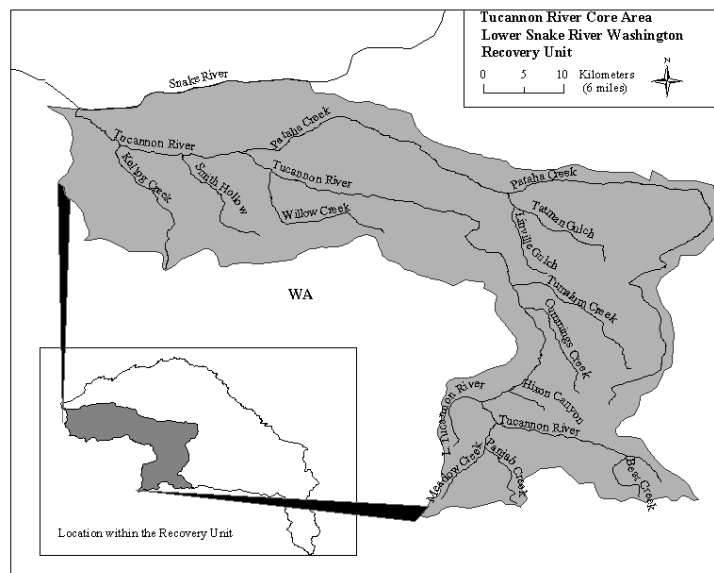 Tucannon River Core Area
Lower Snake River Washington
Recovery Unit
0 5 10 Kilometers
(6 miles)
N
Snake River
Tucannon River
Pataha Creek
Kellog Creek
Smith Hollow
Tucannon River
Willow Creek
Pataha Creek
Tatman Gulch
Linville Gulch
WA
Tumalum Creek
Cummings Creek
Hixon Canyon
L. Tucannon River
Tucannon River
Meadow Creek
Panjab Creek
Bear Creek
Location within the Recovery Unit